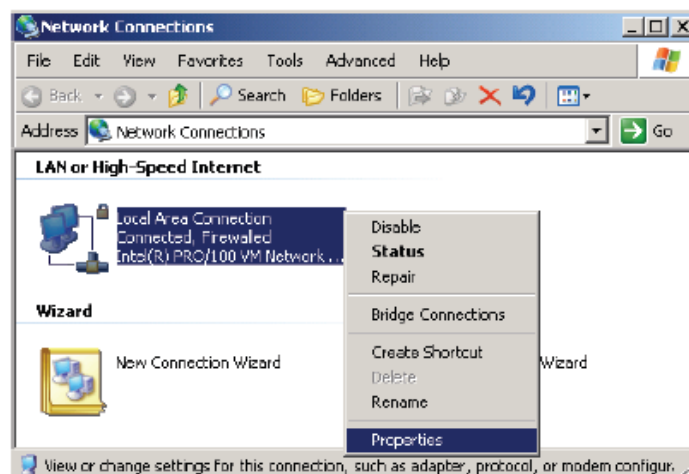 Network Connections
File Edit View Favorites Tools Advanced Help
Back Search Folders
Address Network Connections Go
LAN or High-Speed Internet
Local Area Connection
Connected, Firewalled
Intel(R) PRO/100 VM Network ...
Disable
Status
Repair
Bridge Connections
Create Shortcut
Delete
Rename
Properties
Wizard
New Connection Wizard
Wizard
View or change settings for this connection, such as adapter, protocol, or modem configur.